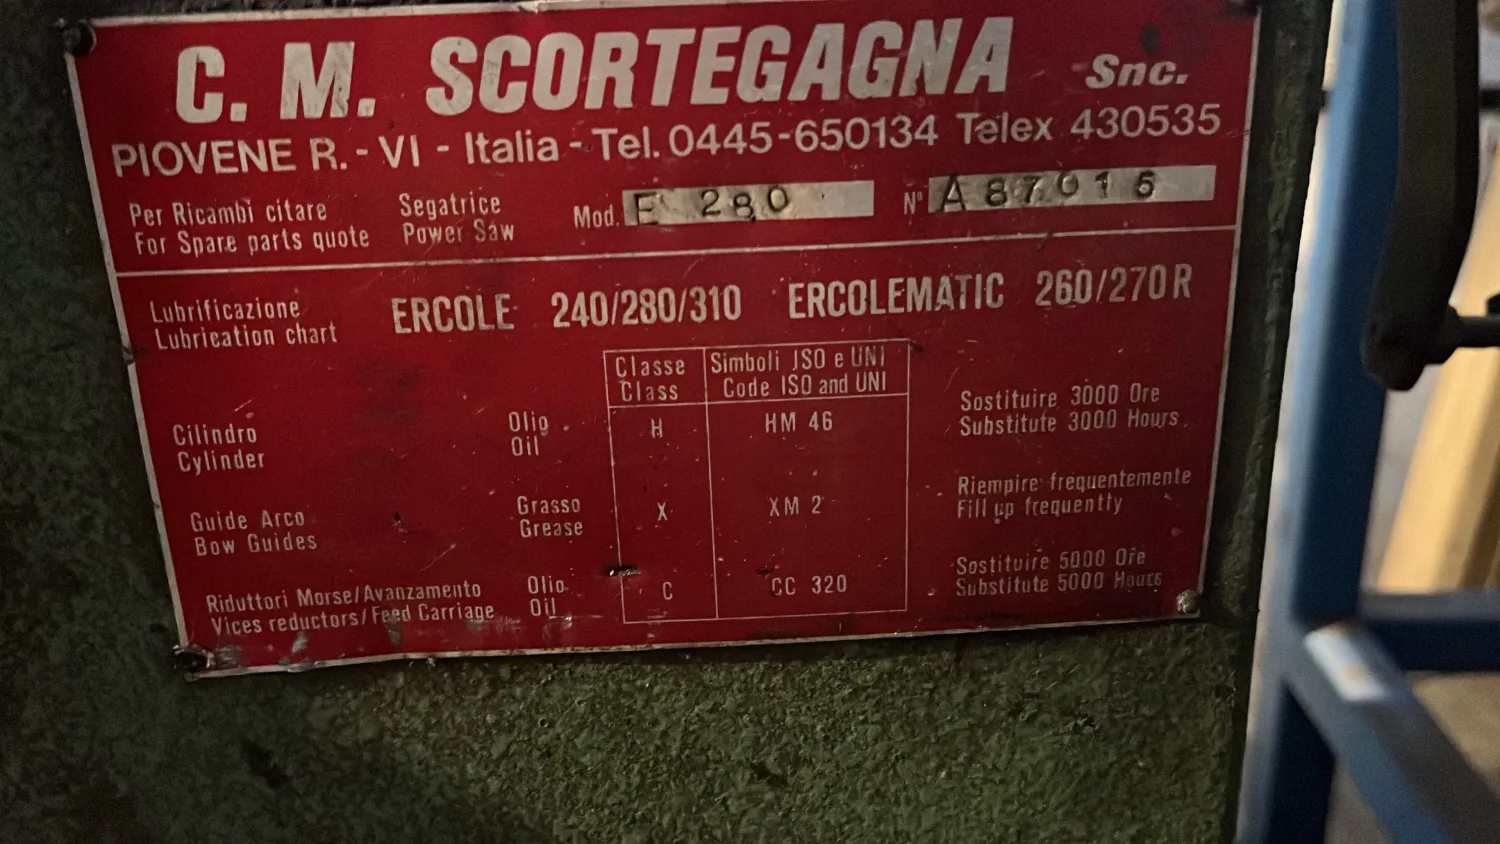 C. M. SCORTEGAGNA Snc.
PIOVENE R. - VI - Italia - Tel. 0445-650134 Telex 430535
Per Ricambi citare
For Spare parts quote
Segatrice
Power Saw
Mod. E 280
N° A87015
Lubrificazione
Lubrication chart
ERCOLE 240/280/310 ERCOLEMATIC 260/270 R
Classe
Class
Simboli ISO e UNI
Code ISO and UNI
Cilindro
Cylinder
Olio
Oil
H
HM 46
Sostituire 3000 Ore
Substitute 3000 Hours.
Guide Arco
Bow Guides
Grasso
Grease
X
XM 2
Riempire frequentemente
Fill up frequently
Riduttori Morse/Avanzamento
Vices reductors/Feed Carriage
Olio
Oil
C
CC 320
Sostituire 5000 Ore
Substitute 5000 Hours